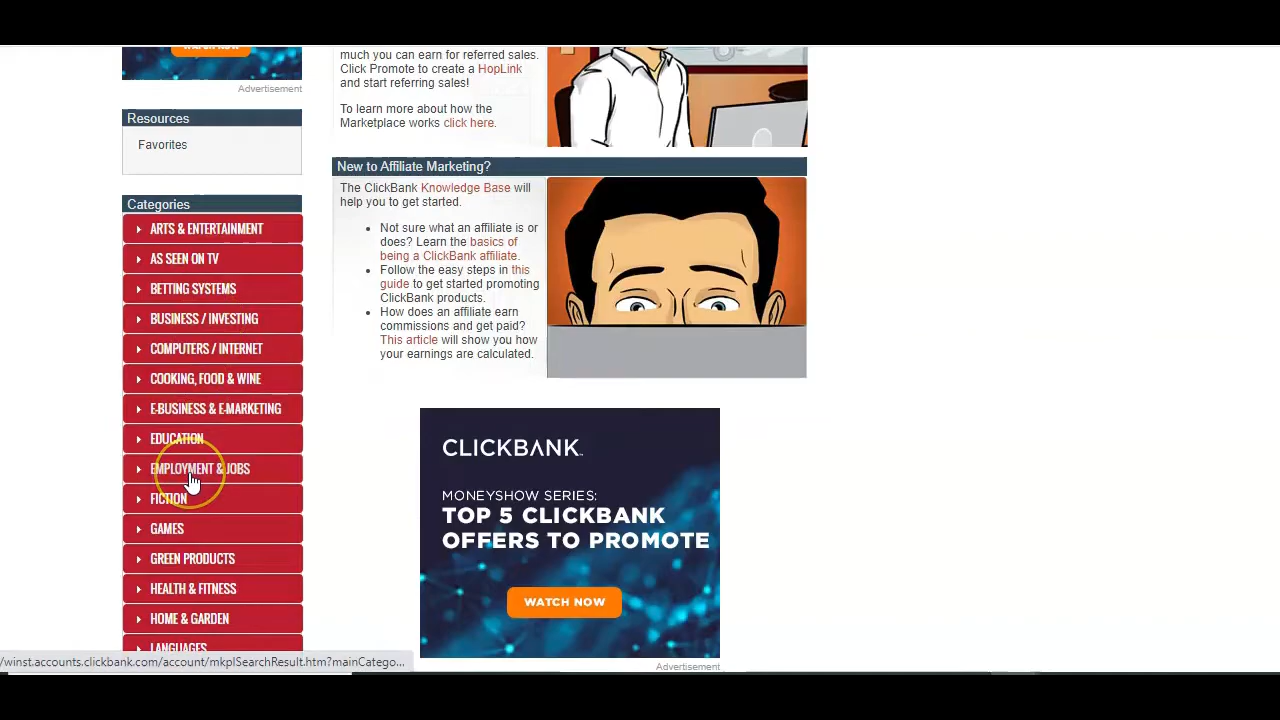 WATCH NOW
Advertisement
Resources
Favorites
Categories
ARTS & ENTERTAINMENT
AS SEEN ON TV
BETTING SYSTEMS
BUSINESS / INVESTING
COMPUTERS / INTERNET
COOKING, FOOD & WINE
E-BUSINESS & E-MARKETING
EDUCATION
EMPLOYMENT & JOBS
FICTION
GAMES
GREEN PRODUCTS
HEALTH & FITNESS
HOME & GARDEN
LANGUAGES
/winst.accounts.clickbank.com/account/mkplSearchResult.htm?mainCatego...
much you can earn for referred sales.
Click Promote to create a HopLink
and start referring sales!
To learn more about how the
Marketplace works click here.
New to Affiliate Marketing?
The ClickBank Knowledge Base will
help you to get started.
• Not sure what an affiliate is or
does? Learn the basics of
being a ClickBank affiliate.
• Follow the easy steps in this
guide to get started promoting
ClickBank products.
• How does an affiliate earn
commissions and get paid?
This article will show you how
your earnings are calculated.
CLICKBANK
MONEYSHOW SERIES:
TOP 5 CLICKBANK
OFFERS TO PROMOTE
WATCH NOW
Advertisement